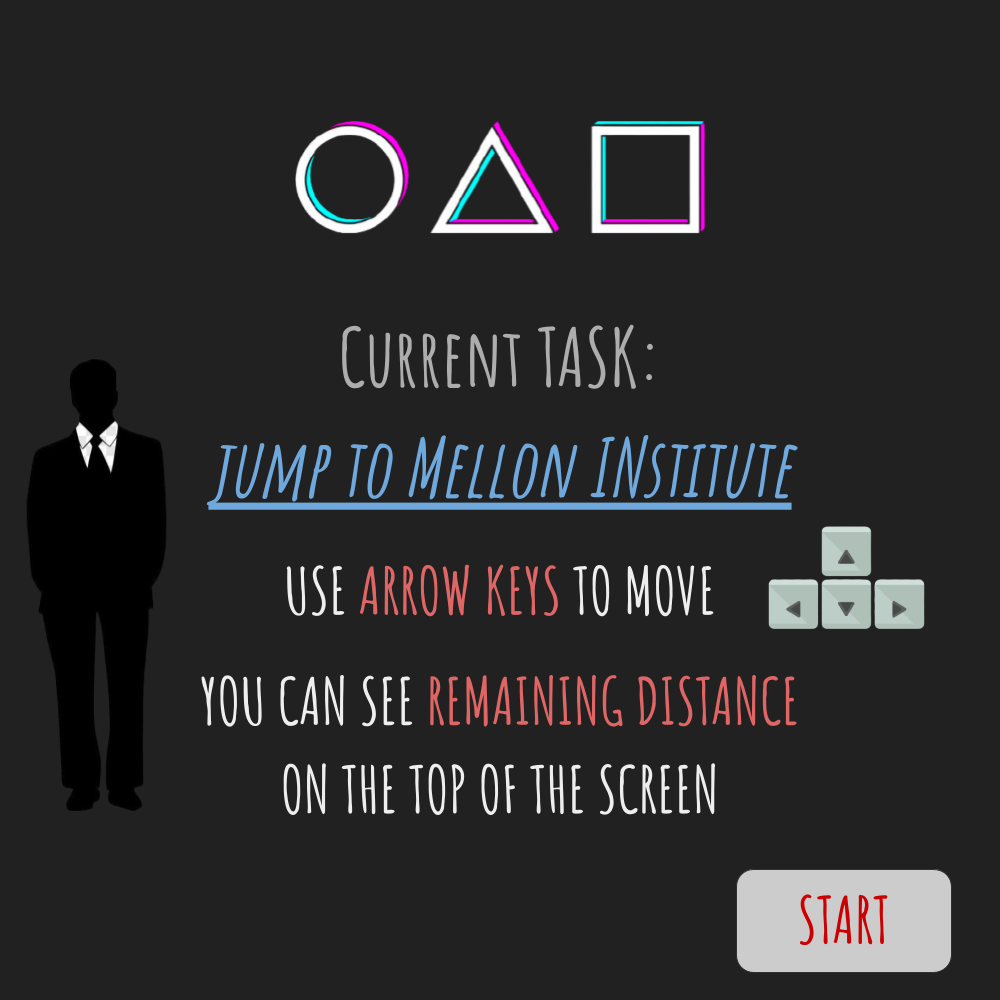 Current TASK:
JUMP TO MELLON INSTITUTE
USE ARROW KEYS TO MOVE
YOU CAN SEE REMAINING DISTANCE
ON THE TOP OF THE SCREEN
START